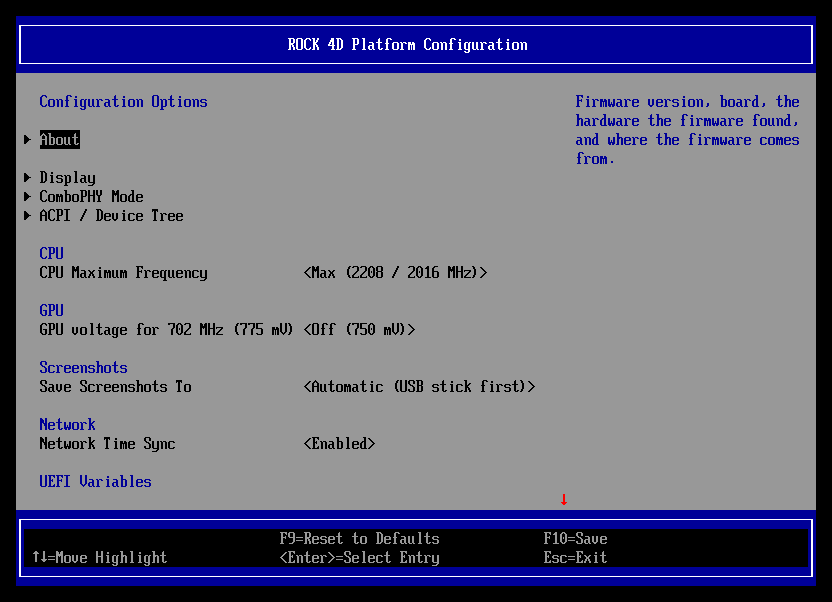 ROCK 4D Platform Configuration
Configuration Options
Firmware version, board, the
hardware the firmware found,
and where the firmware comes
from.
About
Display
ComboPHY Mode
ACPI / Device Tree
CPU
CPU Maximum Frequency <Max (2208 / 2016 MHz)>
GPU
GPU voltage for 702 MHz (775 mV) <Off (750 mV)>
Screenshots
Save Screenshots To <Automatic (USB stick first)>
Network
Network Time Sync <Enabled>
UEFI Variables
↓
F9=Reset to Defaults F10=Save
↑↓=Move Highlight <Enter>=Select Entry Esc=Exit